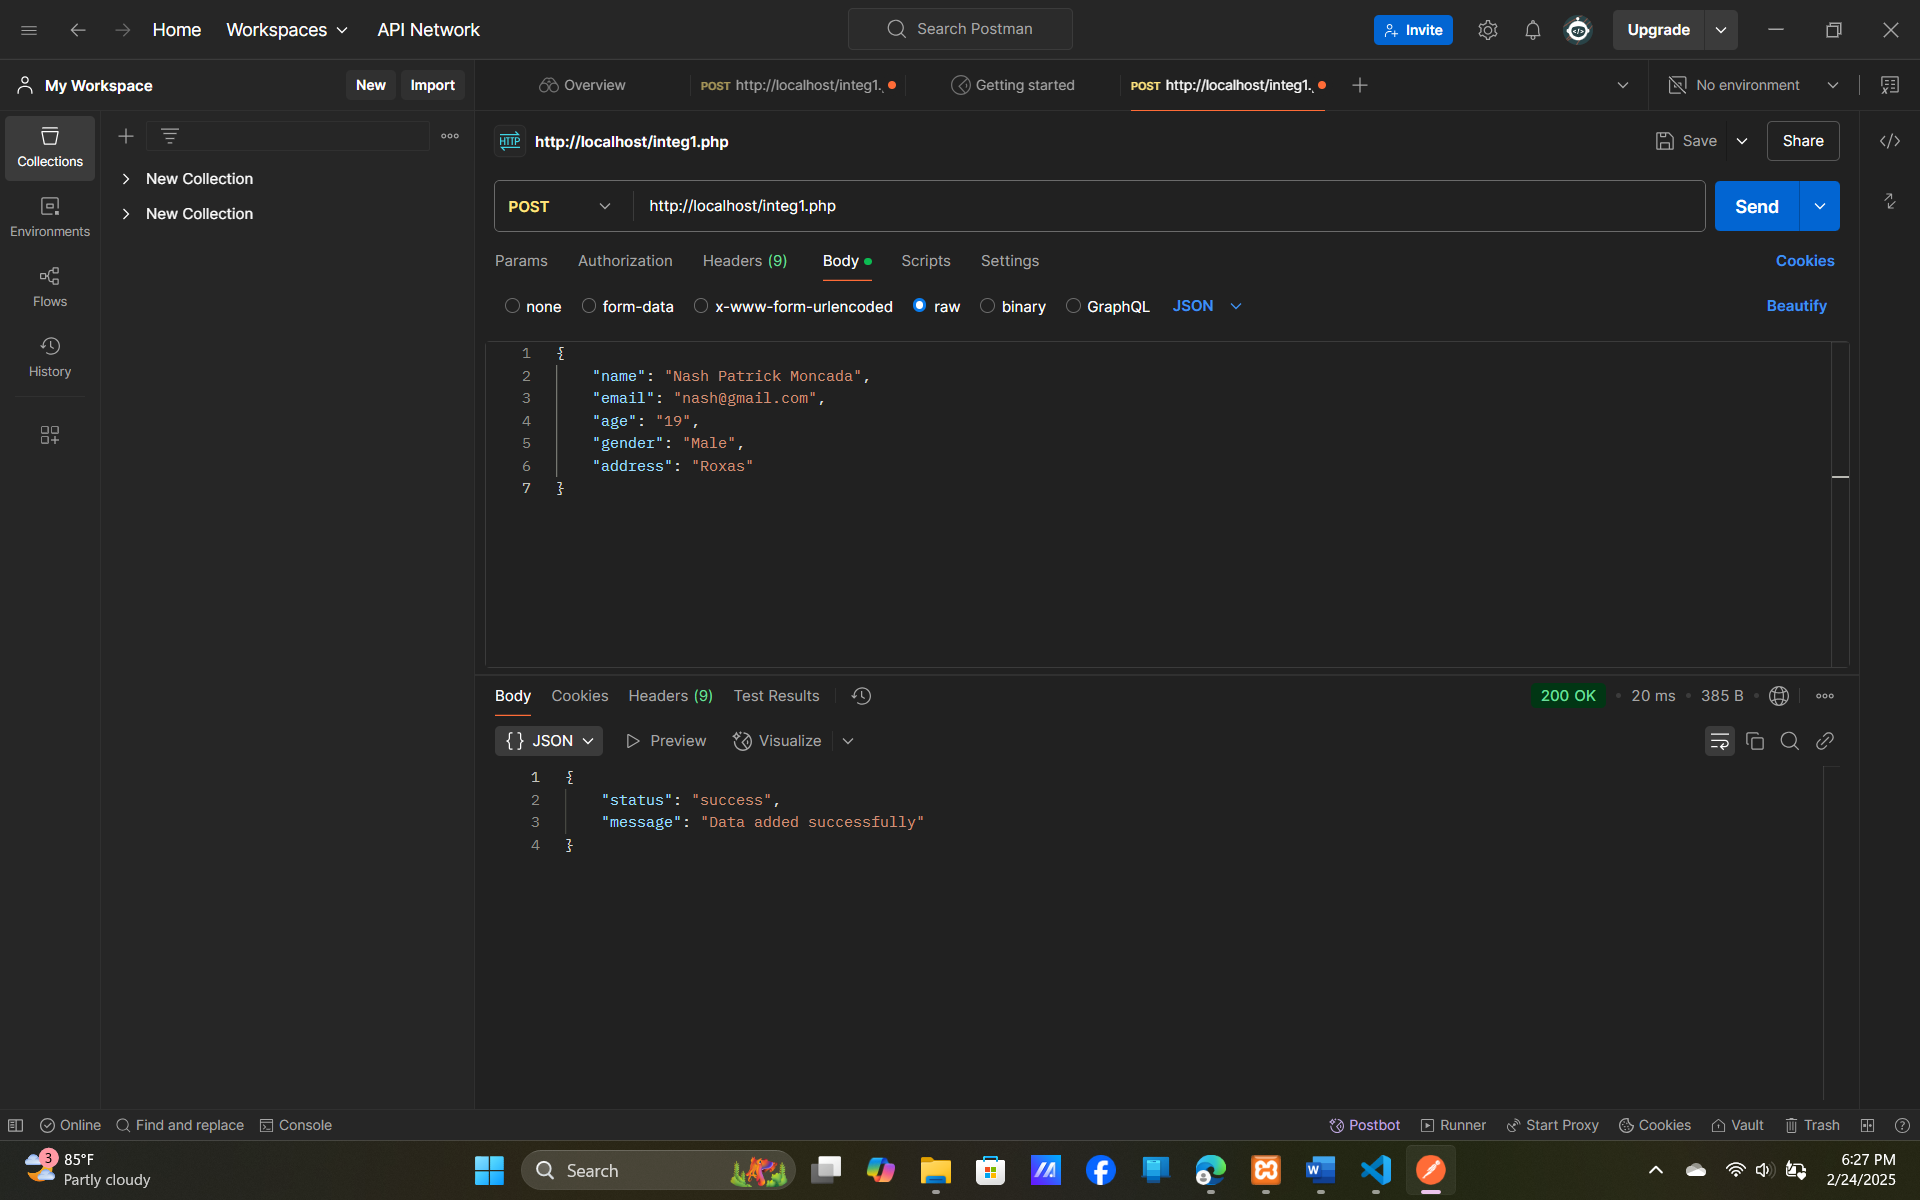 Home
Workspaces
API Network
Search Postman
Invite
Upgrade
My Workspace
New
Import
Overview
POST http://localhost/integ1.
Getting started
POST http://localhost/integ1.
No environment
Collections
Environments
Flows
History
New Collection
New Collection
HTTP
http://localhost/integ1.php
Save
Share
POST
http://localhost/integ1.php
Send
Params
Authorization
Headers (9)
Body
Scripts
Settings
Cookies
none
form-data
x-www-form-urlencoded
raw
binary
GraphQL
JSON
Beautify
1 {
2 "name": "Nash Patrick Moncada",
3 "email": "nash@gmail.com",
4 "age": "19",
5 "gender": "Male",
6 "address": "Roxas"
7 }
Body
Cookies
Headers (9)
Test Results
200 OK
20 ms
385 B
{} JSON
Preview
Visualize
1 {
2 "status": "success",
3 "message": "Data added successfully"
4 }
Online
Find and replace
Console
Postbot
Runner
Start Proxy
Cookies
Vault
Trash
3
85°F
Partly cloudy
Search
6:27 PM
2/24/2025